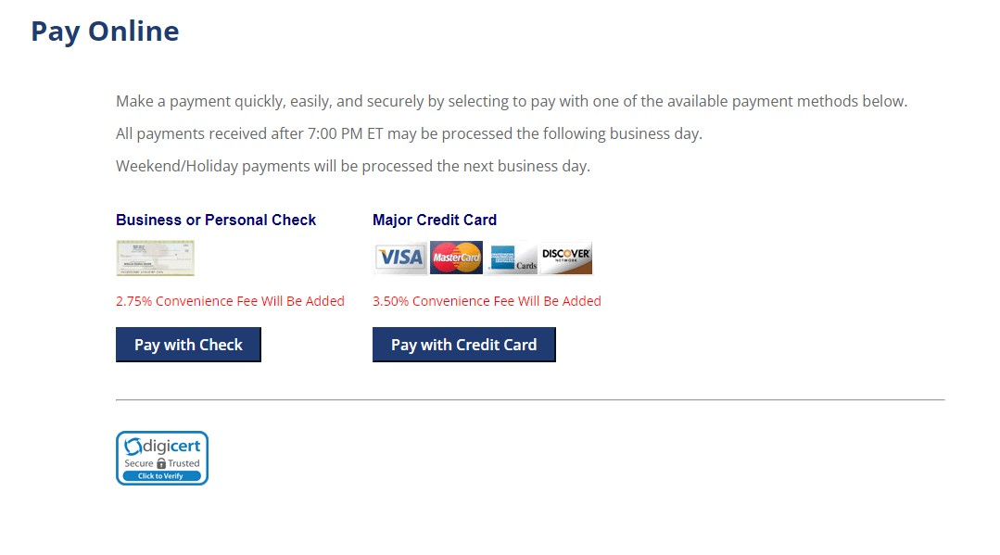 Pay Online
Make a payment quickly, easily, and securely by selecting to pay with one of the available payment methods below.
All payments received after 7:00 PM ET may be processed the following business day.
Weekend/Holiday payments will be processed the next business day.
Business or Personal Check
Major Credit Card
VISA
MasterCard
AMERICAN EXPRESS
Cards
DISCOVER
NETWORK
2.75% Convenience Fee Will Be Added
3.50% Convenience Fee Will Be Added
Pay with Check
Pay with Credit Card
digicert
Secure Trusted
Click to Verify